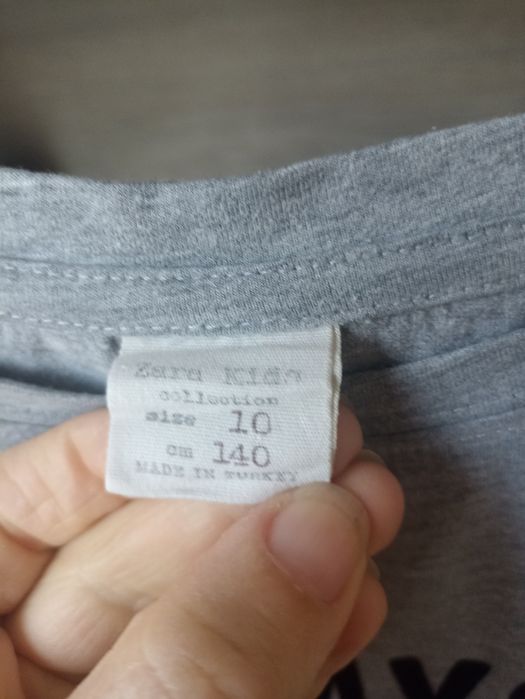 Zara Kids
collection
size 10
cm 140
MADE IN TURKEY